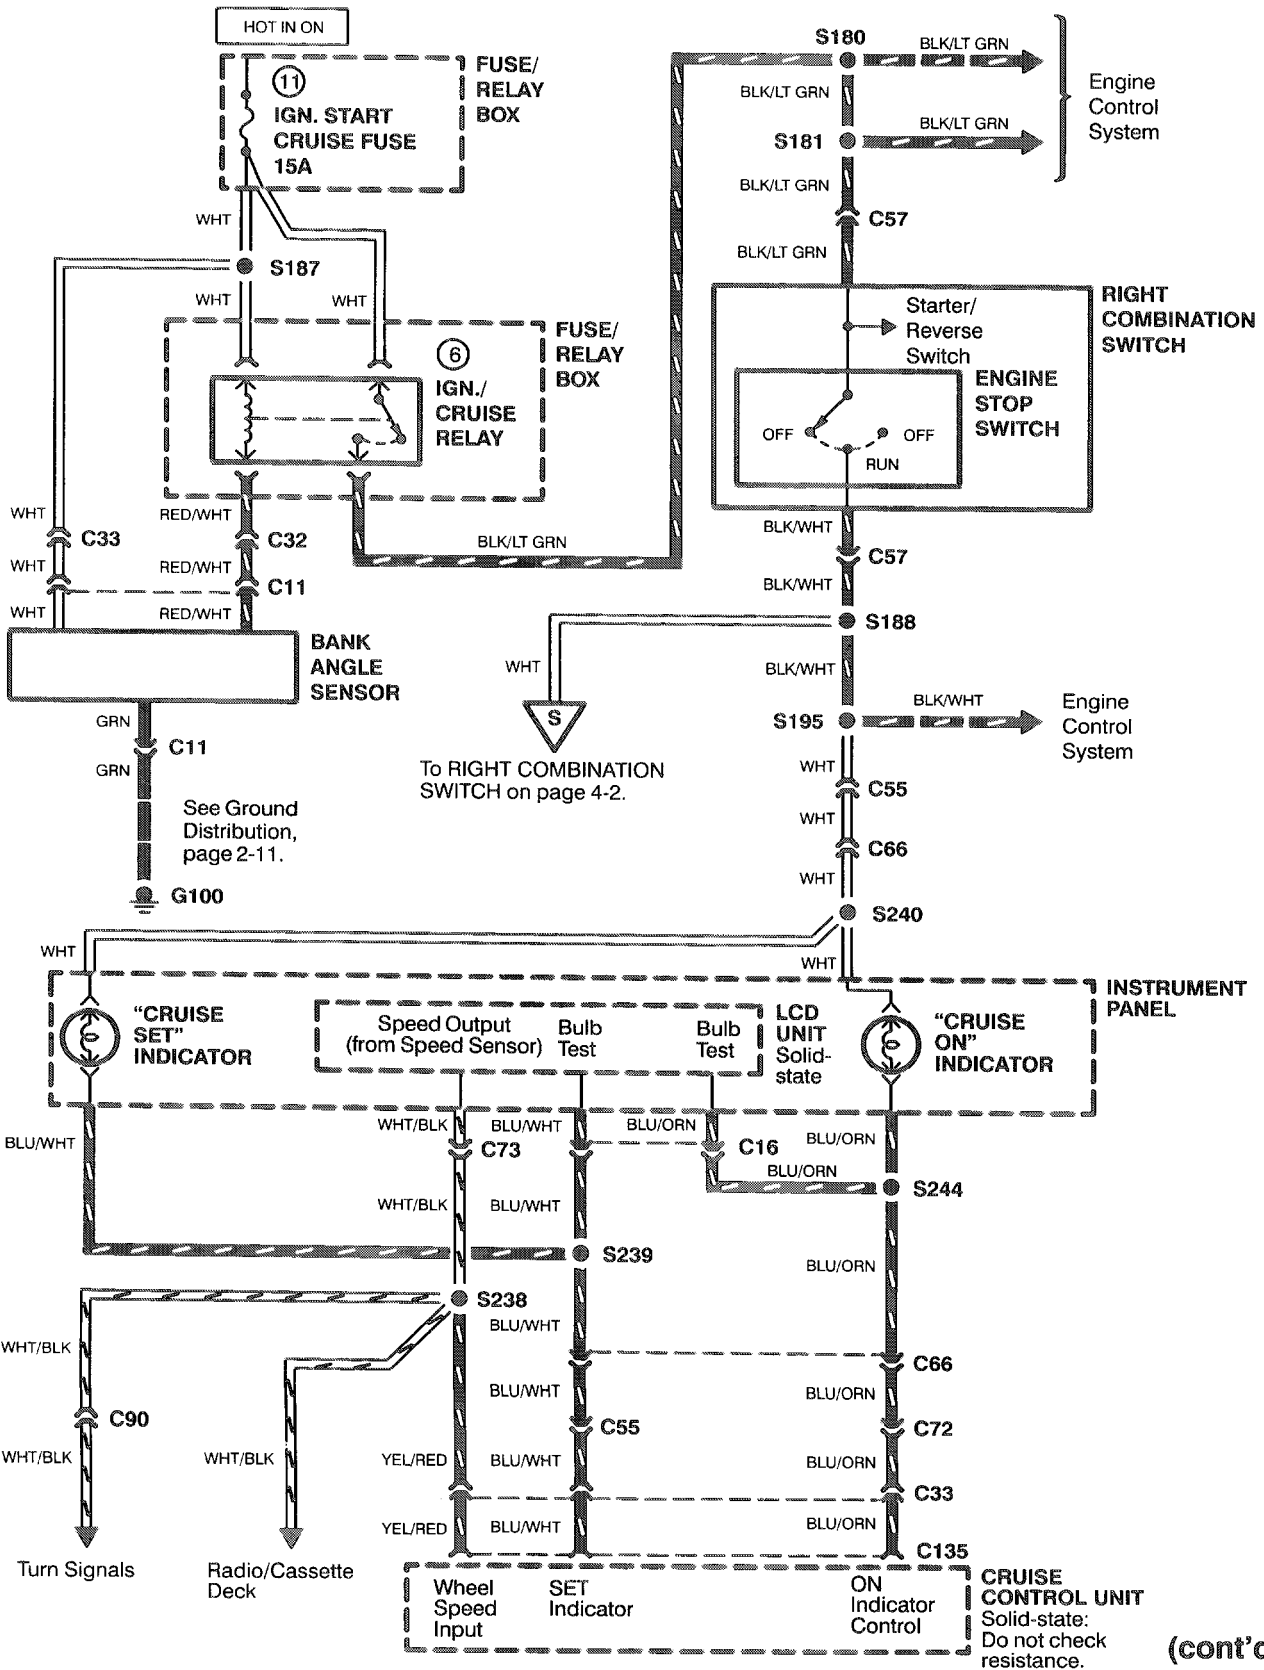 HOT IN ON
11
IGN. START
CRUISE FUSE
15A
FUSE/
RELAY
BOX
WHT
S187
WHT
WHT
6
IGN./
CRUISE
RELAY
FUSE/
RELAY
BOX
WHT
C33
WHT
WHT
RED/WHT
C32
RED/WHT
C11
RED/WHT
BLK/LT GRN
BANK
ANGLE
SENSOR
GRN
C11
GRN
See Ground
Distribution,
page 2-11.
G100
S180
BLK/LT GRN
BLK/LT GRN
S181
BLK/LT GRN
Engine
Control
System
BLK/LT GRN
C57
BLK/LT GRN
RIGHT
COMBINATION
SWITCH
Starter/
Reverse
Switch
ENGINE
STOP
SWITCH
OFF
OFF
RUN
BLK/WHT
C57
BLK/WHT
S188
WHT
S
To RIGHT COMBINATION
SWITCH on page 4-2.
BLK/WHT
S195
BLK/WHT
Engine
Control
System
WHT
C55
WHT
C66
WHT
S240
WHT
WHT
INSTRUMENT
PANEL
"CRUISE
SET"
INDICATOR
Speed Output
(from Speed Sensor)
Bulb
Test
Bulb
Test
LCD
UNIT
Solid-
state
"CRUISE
ON"
INDICATOR
BLU/WHT
WHT/BLK
C73
BLU/WHT
BLU/ORN
C16
BLU/ORN
BLU/ORN
S244
WHT/BLK
BLU/WHT
S239
BLU/ORN
S238
BLU/WHT
WHT/BLK
C90
WHT/BLK
WHT/BLK
Turn Signals
Radio/Cassette
Deck
C66
BLU/WHT
BLU/ORN
C55
C72
YEL/RED
BLU/WHT
BLU/ORN
C33
YEL/RED
BLU/WHT
BLU/ORN
C135
Wheel
Speed
Input
SET
Indicator
ON
Indicator
Control
CRUISE
CONTROL UNIT
Solid-state:
Do not check
resistance.
(cont'd